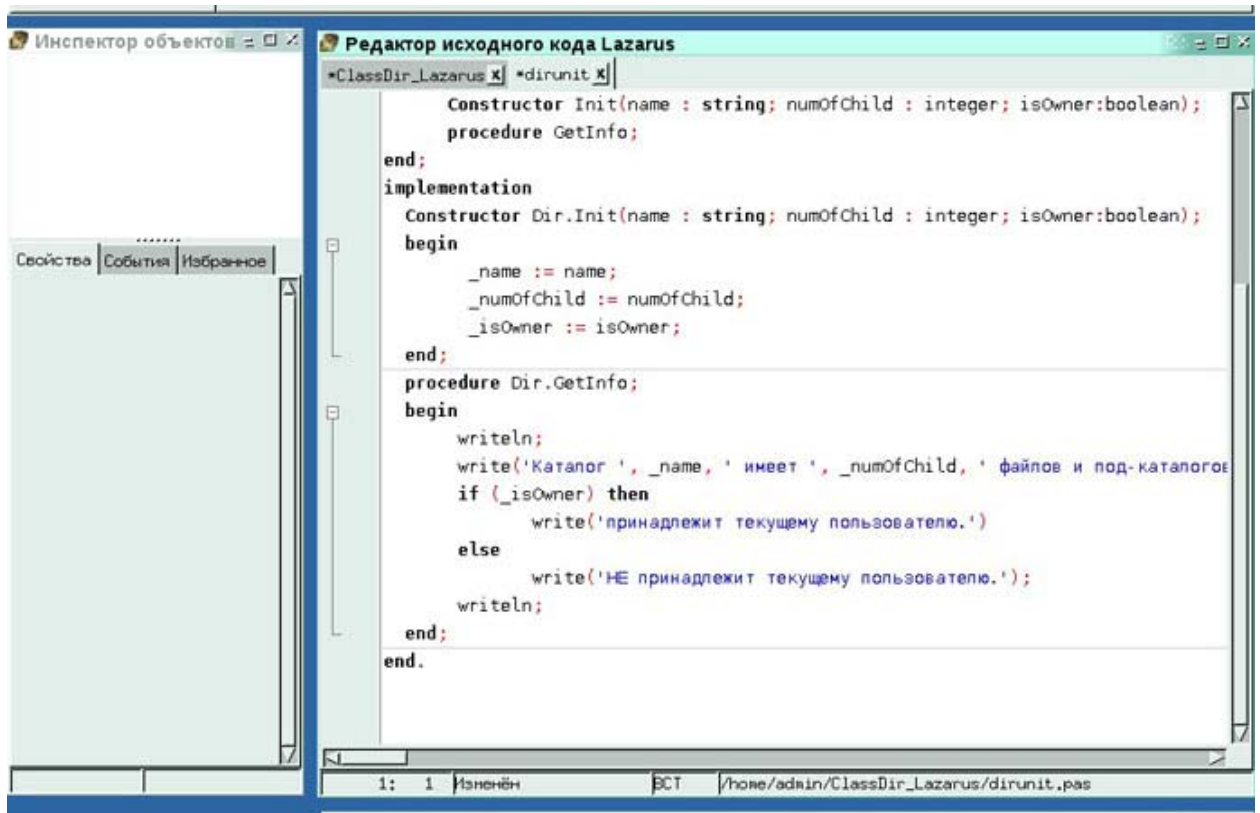 Инспектор объектов
Свойства События Избранное
Редактор исходного кода Lazarus
*ClassDir_Lazarus *dirunit
Constructor Init(name : string; numOfChild : integer; isOwner:boolean);
procedure GetInfo;
end;
implementation
Constructor Dir.Init(name : string; numOfChild : integer; isOwner:boolean);
begin
_name := name;
_numOfChild := numOfChild;
_isOwner := isOwner;
end;
procedure Dir.GetInfo;
begin
writeln;
write('Каталог ', _name, ' имеет ', _numOfChild, ' файлов и под-каталогов
if (_isOwner) then
write('принадлежит текущему пользователю.')
else
write('НЕ принадлежит текущему пользователю.');
writeln;
end;
end.
1: 1 Изменён ВСТ /home/admin/ClassDir_Lazarus/dirunit.pas